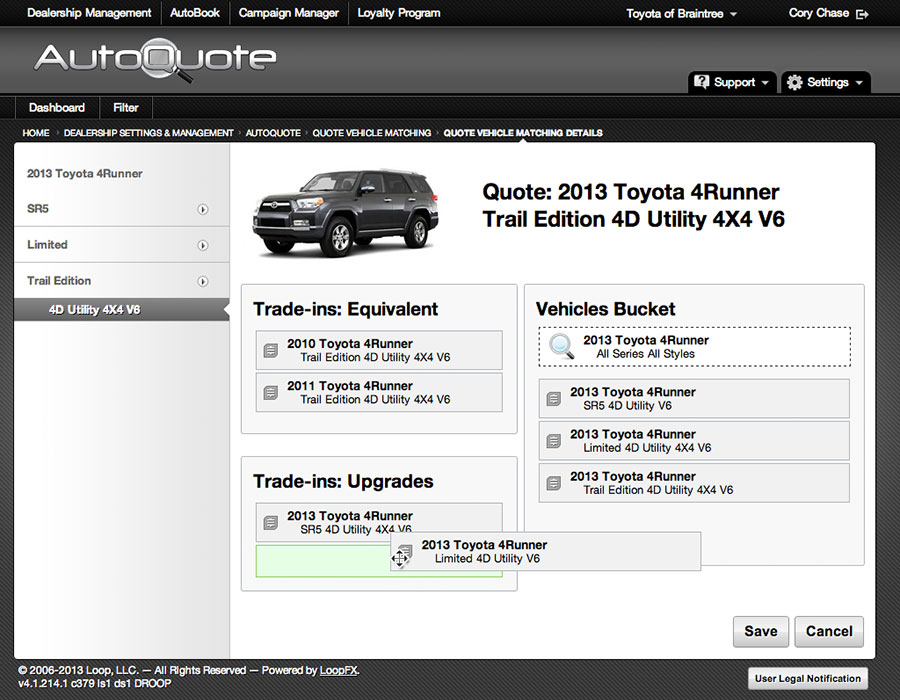 Dealership Management
AutoBook
Campaign Manager
Loyalty Program
Toyota of Braintree
Cory Chase
AutoQuote
Support
Settings
Dashboard
Filter
HOME › DEALERSHIP SETTINGS & MANAGEMENT › AUTOQUOTE › QUOTE VEHICLE MATCHING › QUOTE VEHICLE MATCHING DETAILS
2013 Toyota 4Runner
SR5
Limited
Trail Edition
4D Utility 4X4 V6
Quote: 2013 Toyota 4Runner
Trail Edition 4D Utility 4X4 V6
Trade-ins: Equivalent
2010 Toyota 4Runner
Trail Edition 4D Utility 4X4 V6
2011 Toyota 4Runner
Trail Edition 4D Utility 4X4 V6
Trade-ins: Upgrades
2013 Toyota 4Runner
SR5 4D Utility 4X4 V6
2013 Toyota 4Runner
Limited 4D Utility V6
Vehicles Bucket
2013 Toyota 4Runner
All Series All Styles
2013 Toyota 4Runner
SR5 4D Utility V6
2013 Toyota 4Runner
Limited 4D Utility 4X4 V6
2013 Toyota 4Runner
Trail Edition 4D Utility 4X4 V6
Save
Cancel
© 2006-2013 Loop, LLC. — All Rights Reserved — Powered by LoopFX.
v4.1.214.1 c379 ls1 ds1 DROOP
User Legal Notification